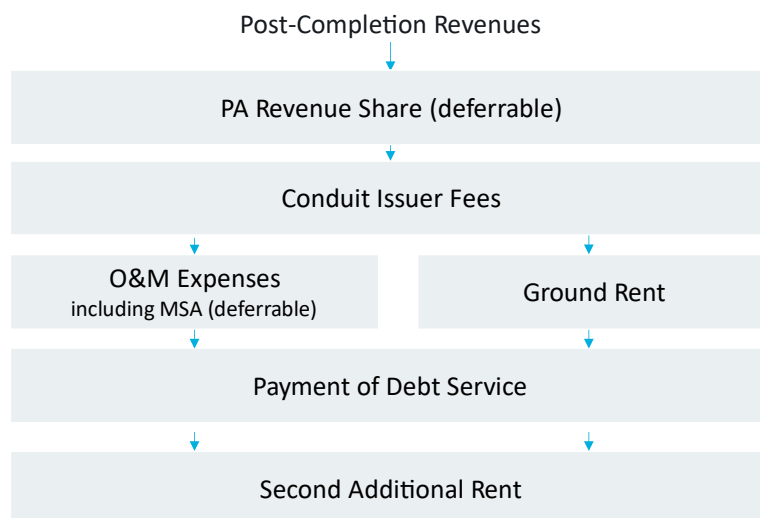 Post-Completion Revenues
PA Revenue Share (deferrable)
Conduit Issuer Fees
O&M Expenses
including MSA (deferrable)
Ground Rent
Payment of Debt Service
Second Additional Rent